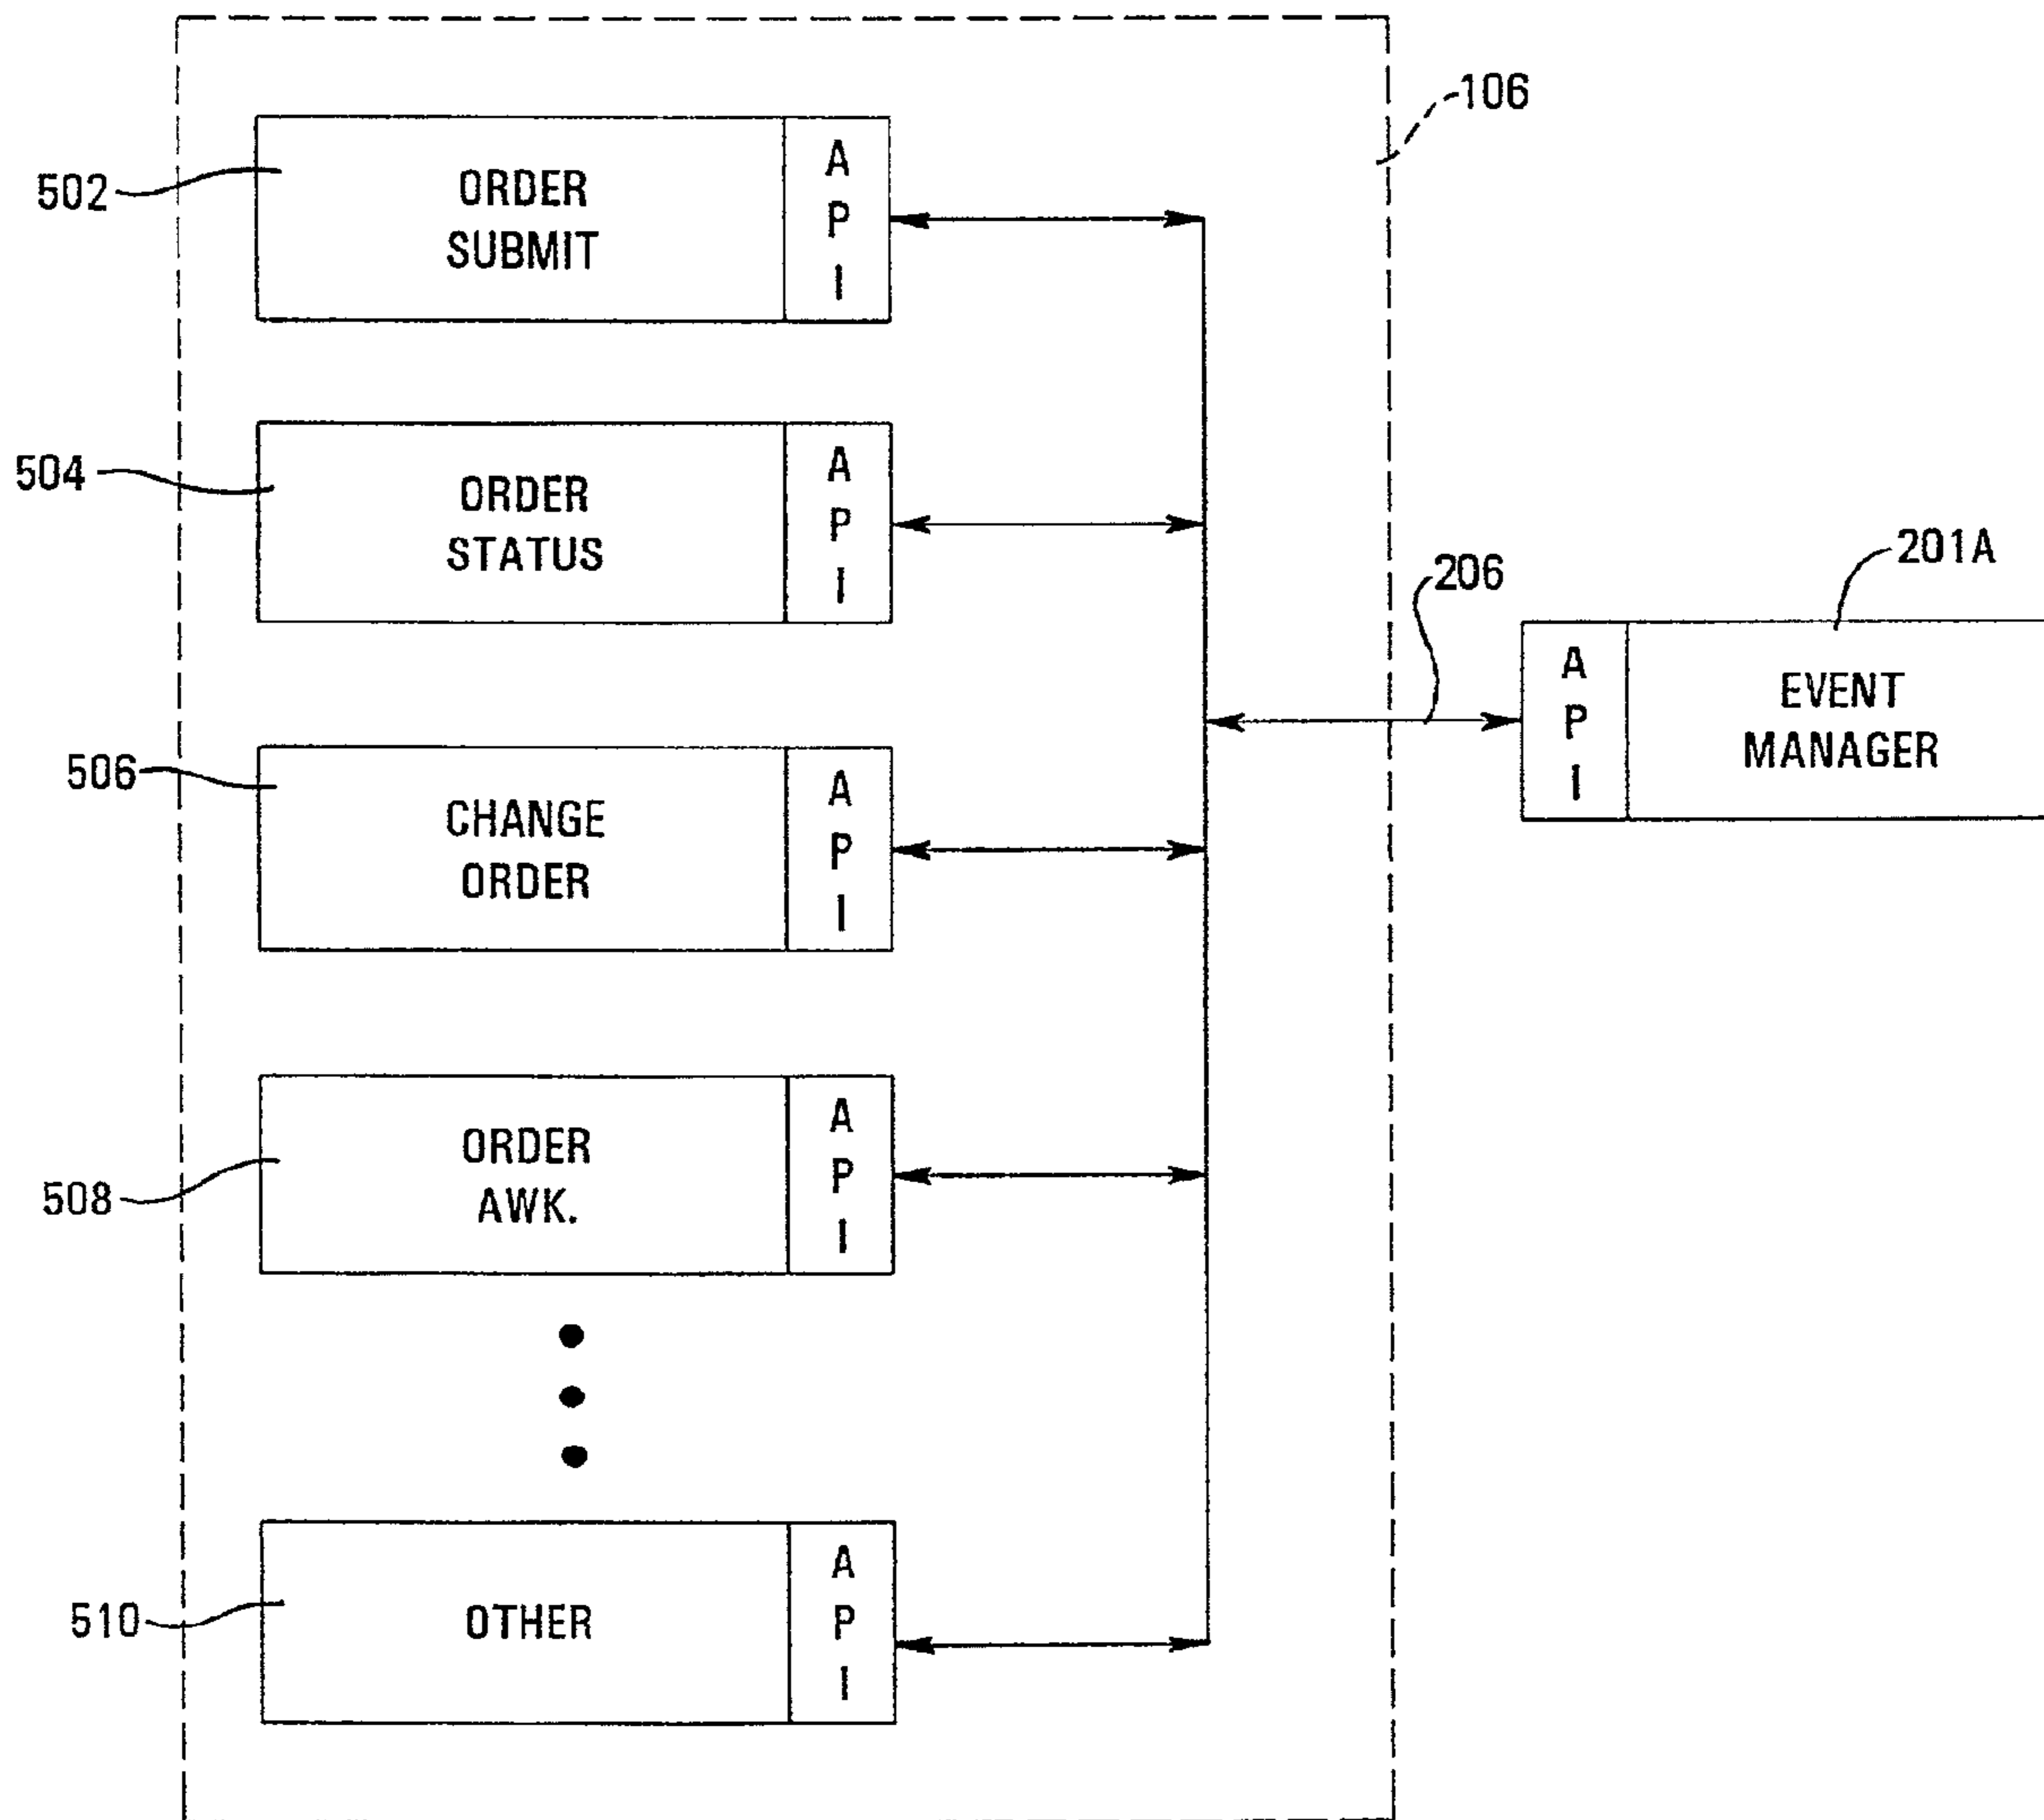 106
502
ORDER
SUBMIT
A
P
I
504
ORDER
STATUS
A
P
I
206
201A
A
P
I
EVENT
MANAGER
506
CHANGE
ORDER
A
P
I
508
ORDER
AWK.
A
P
I
510
OTHER
A
P
I